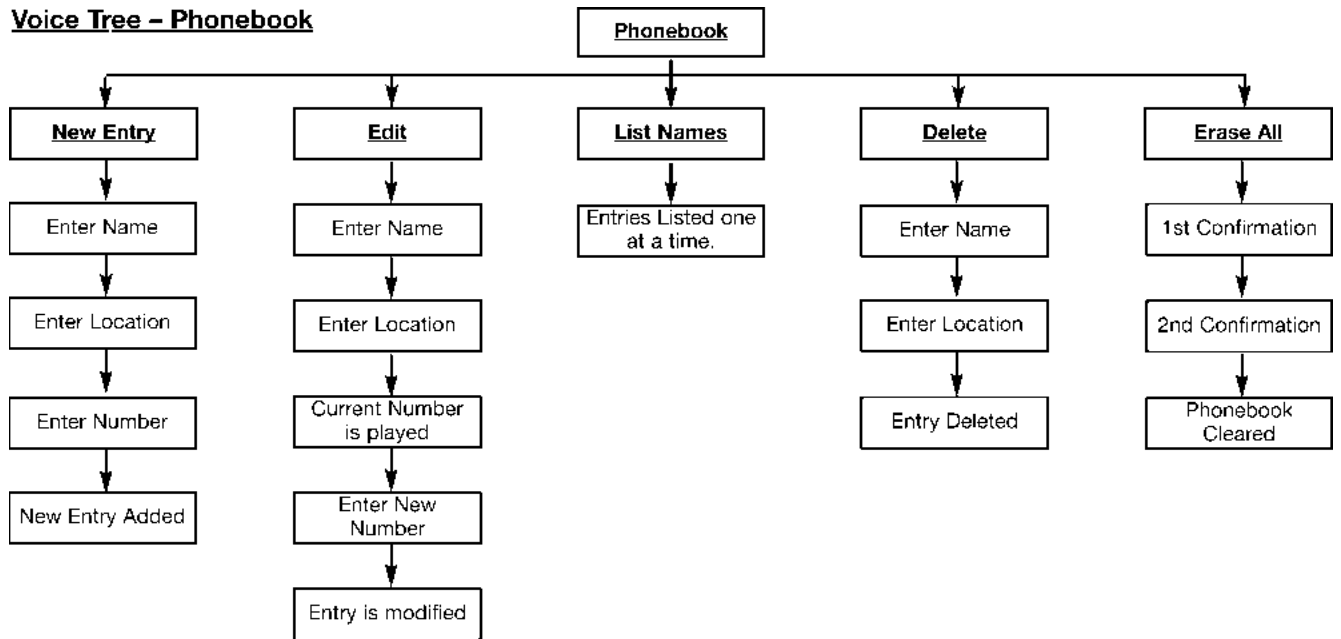 Voice Tree – Phonebook
Phonebook
New Entry
Edit
List Names
Delete
Erase All
Enter Name
Enter Name
Entries Listed one
at a time.
Enter Name
1st Confirmation
Enter Location
Enter Location
Enter Location
2nd Confirmation
Enter Number
Current Number
is played
Entry Deleted
Phonebook
Cleared
New Entry Added
Enter New
Number
Entry is modified